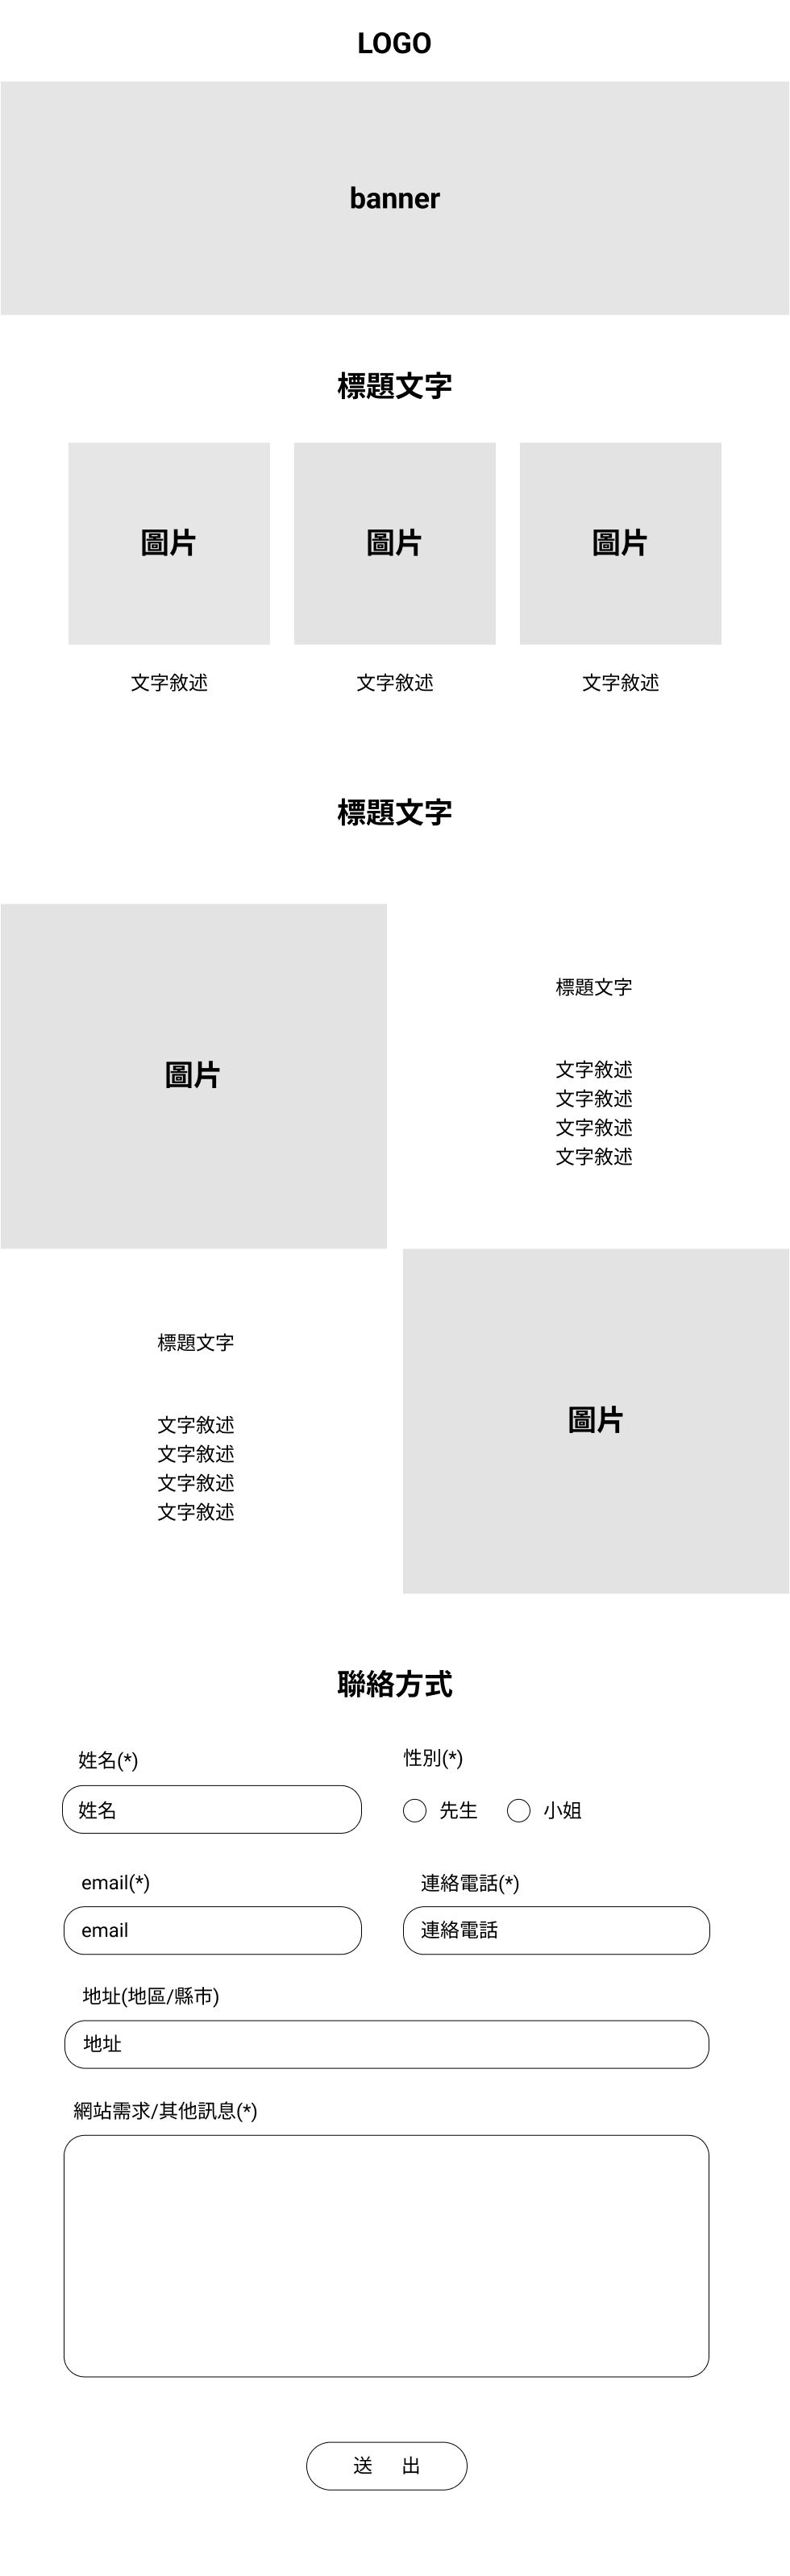 LOGO
banner
標題文字
圖片
圖片
圖片
文字敘述
文字敘述
文字敘述
標題文字
圖片
標題文字
文字敘述
文字敘述
文字敘述
文字敘述
標題文字
文字敘述
文字敘述
文字敘述
文字敘述
圖片
聯絡方式
姓名(*)
性別(*)
姓名
先生
小姐
email(*)
連絡電話(*)
email
連絡電話
地址(地區/縣市)
地址
網站需求/其他訊息(*)
送 出